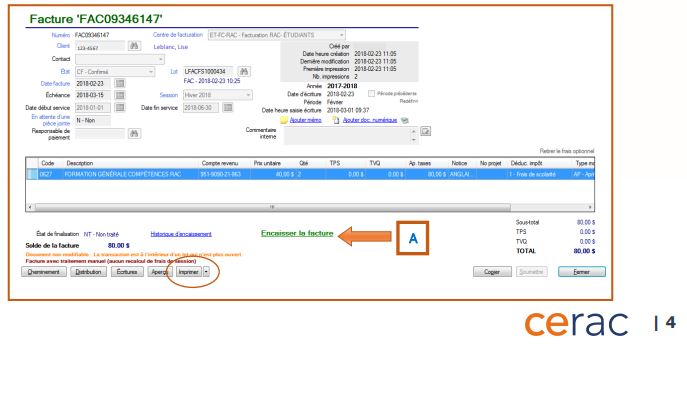 Facture 'FAC09346147'
Numéro FAC09346147 Centre de facturation ET-FC-RAC - Facturation RAC- ÉTUDIANTS
Client 123-4567 Leblanc, Lise
Contact
État CF - Confirmé Lot LFACFS1000434
FAC - 2018-02-23 10:25
Date facture 2018-02-23
Échéance 2018-03-15 Session Hiver 2018
Date début service 2018-01-01 Date fin service 2018-06-30
En attente d'une pièce jointe N - Non
Responsable de paiement
Créé par
Date heure création 2018-02-23 11:05
Dernière modification 2018-02-23 11:05
Première impression 2018-02-23 11:05
Nb. impressions 2
Année 2017-2018
Date d'écriture 2018-02-23 Période précédente
Période Février Redéfini
Date heure saisie écriture 2018-03-01 09:37
Ajouter mémo Ajouter doc. numérique
Commentaire interne
Retirer le frais optionnel
Code Description Compte revenu Prix unitaire Qté TPS TVQ Ap. taxes Notice No projet Déduc. impôt Type
0627 FORMATION GÉNÉRALE COMPÉTENCES RAC 951-9090-21-963 40,00 $ 2 0,00 $ 0,00 $ 80,00 $ ANGLAI... 1 - Frais de scolarité
État de finalisation NT - Non traité Historique d'encaissement Encaisser la facture A
Solde de la facture 80,00 $
Sous-total 80,00 $
TPS 0,00 $
TVQ 0,00 $
TOTAL 80,00 $
Document non modifiable . La transaction est à l'intérieur d'un lot qui n'est plus ouvert
Facture avec traitement manuel (aucun recalcul de frais de session)
Cheminement Distribution Écritures Aperçu Imprimer Copier Soumettre Fermer
cerac | 4